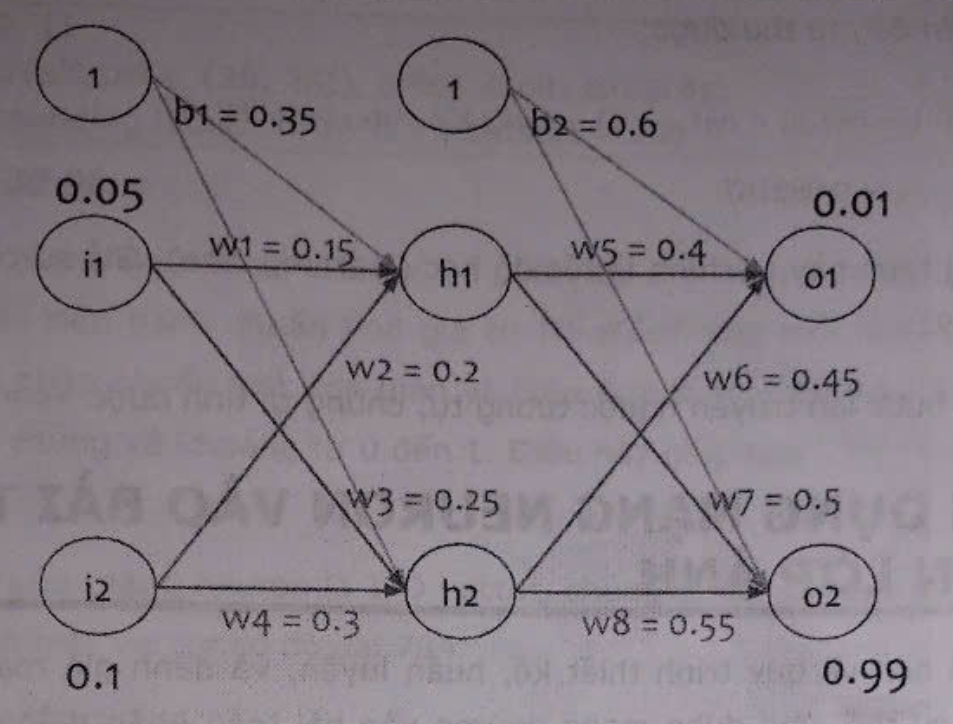 1
1
b1 = 0.35
b2 = 0.6
0.05
0.01
i1
w1 = 0.15
h1
w5 = 0.4
o1
w2 = 0.2
w6 = 0.45
w3 = 0.25
w7 = 0.5
i2
h2
o2
w4 = 0.3
w8 = 0.55
0.1
0.99